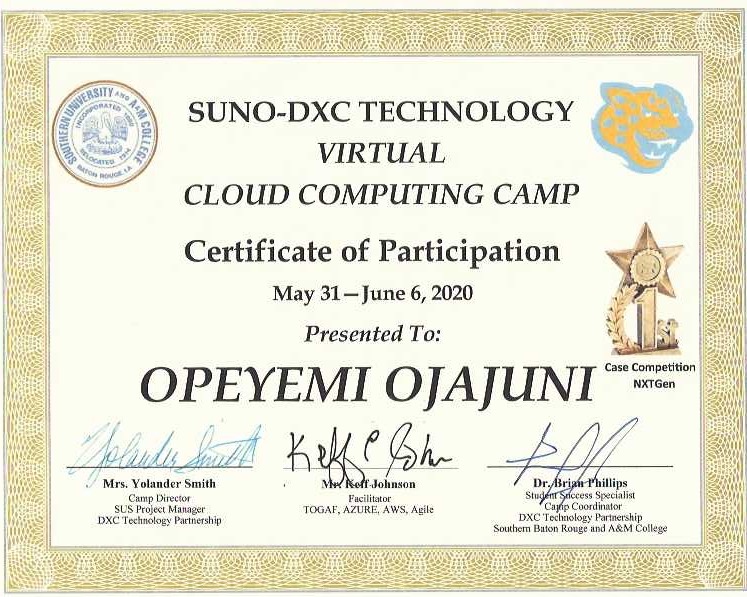 SOUTHERN UNIVERSITY AND A&M COLLEGE
INCORPORATED 1880
RELOCATED 1914
BATON ROUGE LA
SUNO-DXC TECHNOLOGY
VIRTUAL
CLOUD COMPUTING CAMP
Certificate of Participation
May 31—June 6, 2020
Presented To:
OPEYEMI OJAJUNI
1st
Case Competition
NXTGen
Yolander Smith
Keff C John
Mrs. Yolander Smith
Camp Director
SUS Project Manager
DXC Technology Partnership
Mr. Keff Johnson
Facilitator
TOGAF, AZURE, AWS, Agile
Dr. Brian Phillips
Student Success Specialist
Camp Coordinator
DXC Technology Partnership
Southern Baton Rouge and A&M College